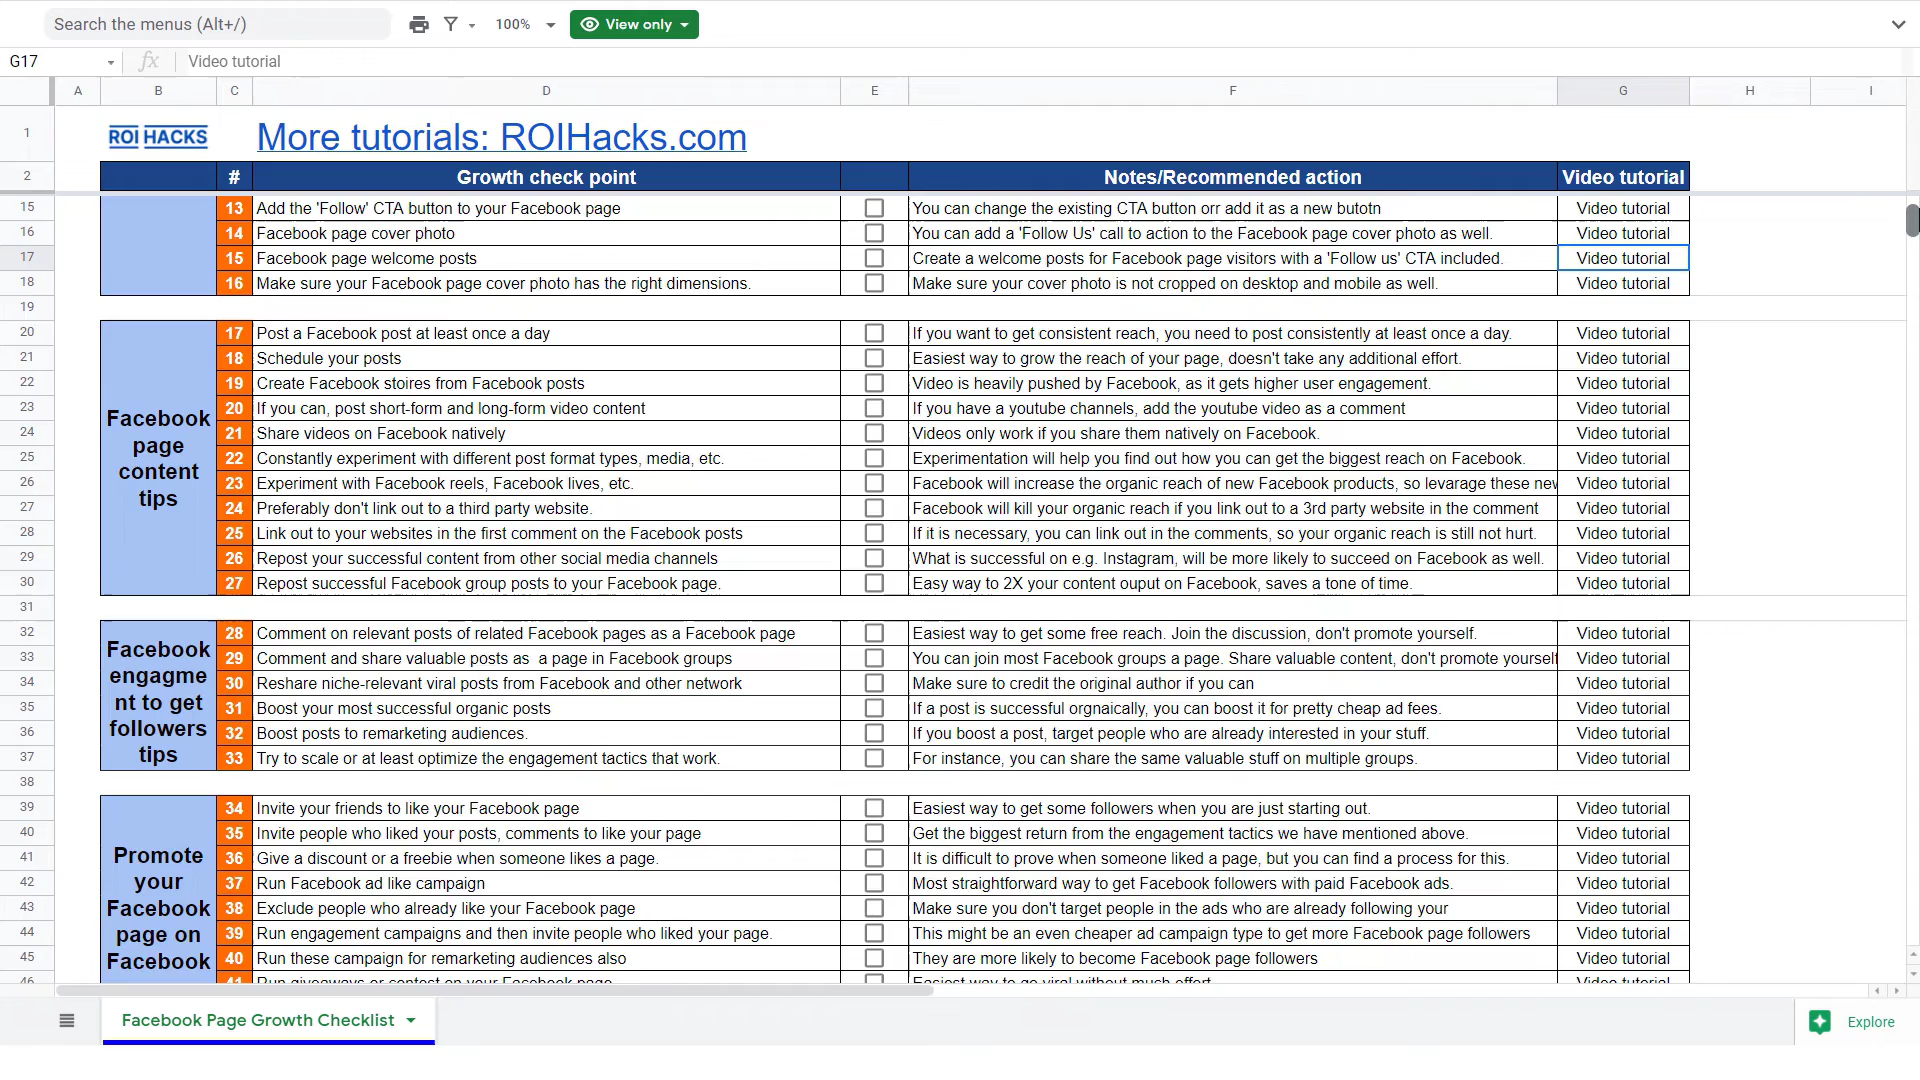 Search the menus (Alt+/) 100% View only
G17 fx Video tutorial
A B C D E F G H I
1 ROI HACKS More tutorials: ROIHacks.com
2 # Growth check point Notes/Recommended action Video tutorial
15 13 Add the 'Follow' CTA button to your Facebook page You can change the existing CTA button orr add it as a new butotn Video tutorial
16 14 Facebook page cover photo You can add a 'Follow Us' call to action to the Facebook page cover photo as well. Video tutorial
17 15 Facebook page welcome posts Create a welcome posts for Facebook page visitors with a 'Follow us' CTA included. Video tutorial
18 16 Make sure your Facebook page cover photo has the right dimensions. Make sure your cover photo is not cropped on desktop and mobile as well. Video tutorial
19
Facebook
page
content
tips
20 17 Post a Facebook post at least once a day If you want to get consistent reach, you need to post consistently at least once a day. Video tutorial
21 18 Schedule your posts Easiest way to grow the reach of your page, doesn't take any additional effort. Video tutorial
22 19 Create Facebook stoires from Facebook posts Video is heavily pushed by Facebook, as it gets higher user engagement. Video tutorial
23 20 If you can, post short-form and long-form video content If you have a youtube channels, add the youtube video as a comment Video tutorial
24 21 Share videos on Facebook natively Videos only work if you share them natively on Facebook. Video tutorial
25 22 Constantly experiment with different post format types, media, etc. Experimentation will help you find out how you can get the biggest reach on Facebook. Video tutorial
26 23 Experiment with Facebook reels, Facebook lives, etc. Facebook will increase the organic reach of new Facebook products, so levarage these new Video tutorial
27 24 Preferably don't link out to a third party website. Facebook will kill your organic reach if you link out to a 3rd party website in the comment Video tutorial
28 25 Link out to your websites in the first comment on the Facebook posts If it is necessary, you can link out in the comments, so your organic reach is still not hurt. Video tutorial
29 26 Repost your successful content from other social media channels What is successful on e.g. Instagram, will be more likely to succeed on Facebook as well. Video tutorial
30 27 Repost successful Facebook group posts to your Facebook page. Easy way to 2X your content ouput on Facebook, saves a tone of time. Video tutorial
31
Facebook
engagme
nt to get
followers
tips
32 28 Comment on relevant posts of related Facebook pages as a Facebook page Easiest way to get some free reach. Join the discussion, don't promote yourself. Video tutorial
33 29 Comment and share valuable posts as  a page in Facebook groups You can join most Facebook groups a page. Share valuable content, don't promote yourself Video tutorial
34 30 Reshare niche-relevant viral posts from Facebook and other network Make sure to credit the original author if you can Video tutorial
35 31 Boost your most successful organic posts If a post is successful orgnaically, you can boost it for pretty cheap ad fees. Video tutorial
36 32 Boost posts to remarketing audiences. If you boost a post, target people who are already interested in your stuff. Video tutorial
37 33 Try to scale or at least optimize the engagement tactics that work. For instance, you can share the same valuable stuff on multiple groups. Video tutorial
38
Promote
your
Facebook
page on
Facebook
39 34 Invite your friends to like your Facebook page Easiest way to get some followers when you are just starting out. Video tutorial
40 35 Invite people who liked your posts, comments to like your page Get the biggest return from the engagement tactics we have mentioned above. Video tutorial
41 36 Give a discount or a freebie when someone likes a page. It is difficult to prove when someone liked a page, but you can find a process for this. Video tutorial
42 37 Run Facebook ad like campaign Most straightforward way to get Facebook followers with paid Facebook ads. Video tutorial
43 38 Exclude people who already like your Facebook page Make sure you don't target people in the ads who are already following your Video tutorial
44 39 Run engagement campaigns and then invite people who liked your page. This might be an even cheaper ad campaign type to get more Facebook page followers Video tutorial
45 40 Run these campaign for remarketing audiences also They are more likely to become Facebook page followers Video tutorial
46 41 Run giveaways or contest on your Facebook page Easiest way to go viral without much effort Video tutorial
Facebook Page Growth Checklist Explore